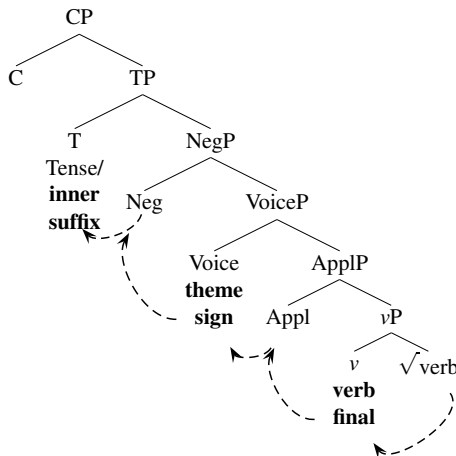 CP
C TP
T NegP
Tense/
inner
suffix
Neg VoiceP
Voice ApplP
theme
sign
Appl vP
v √verb
verb
final